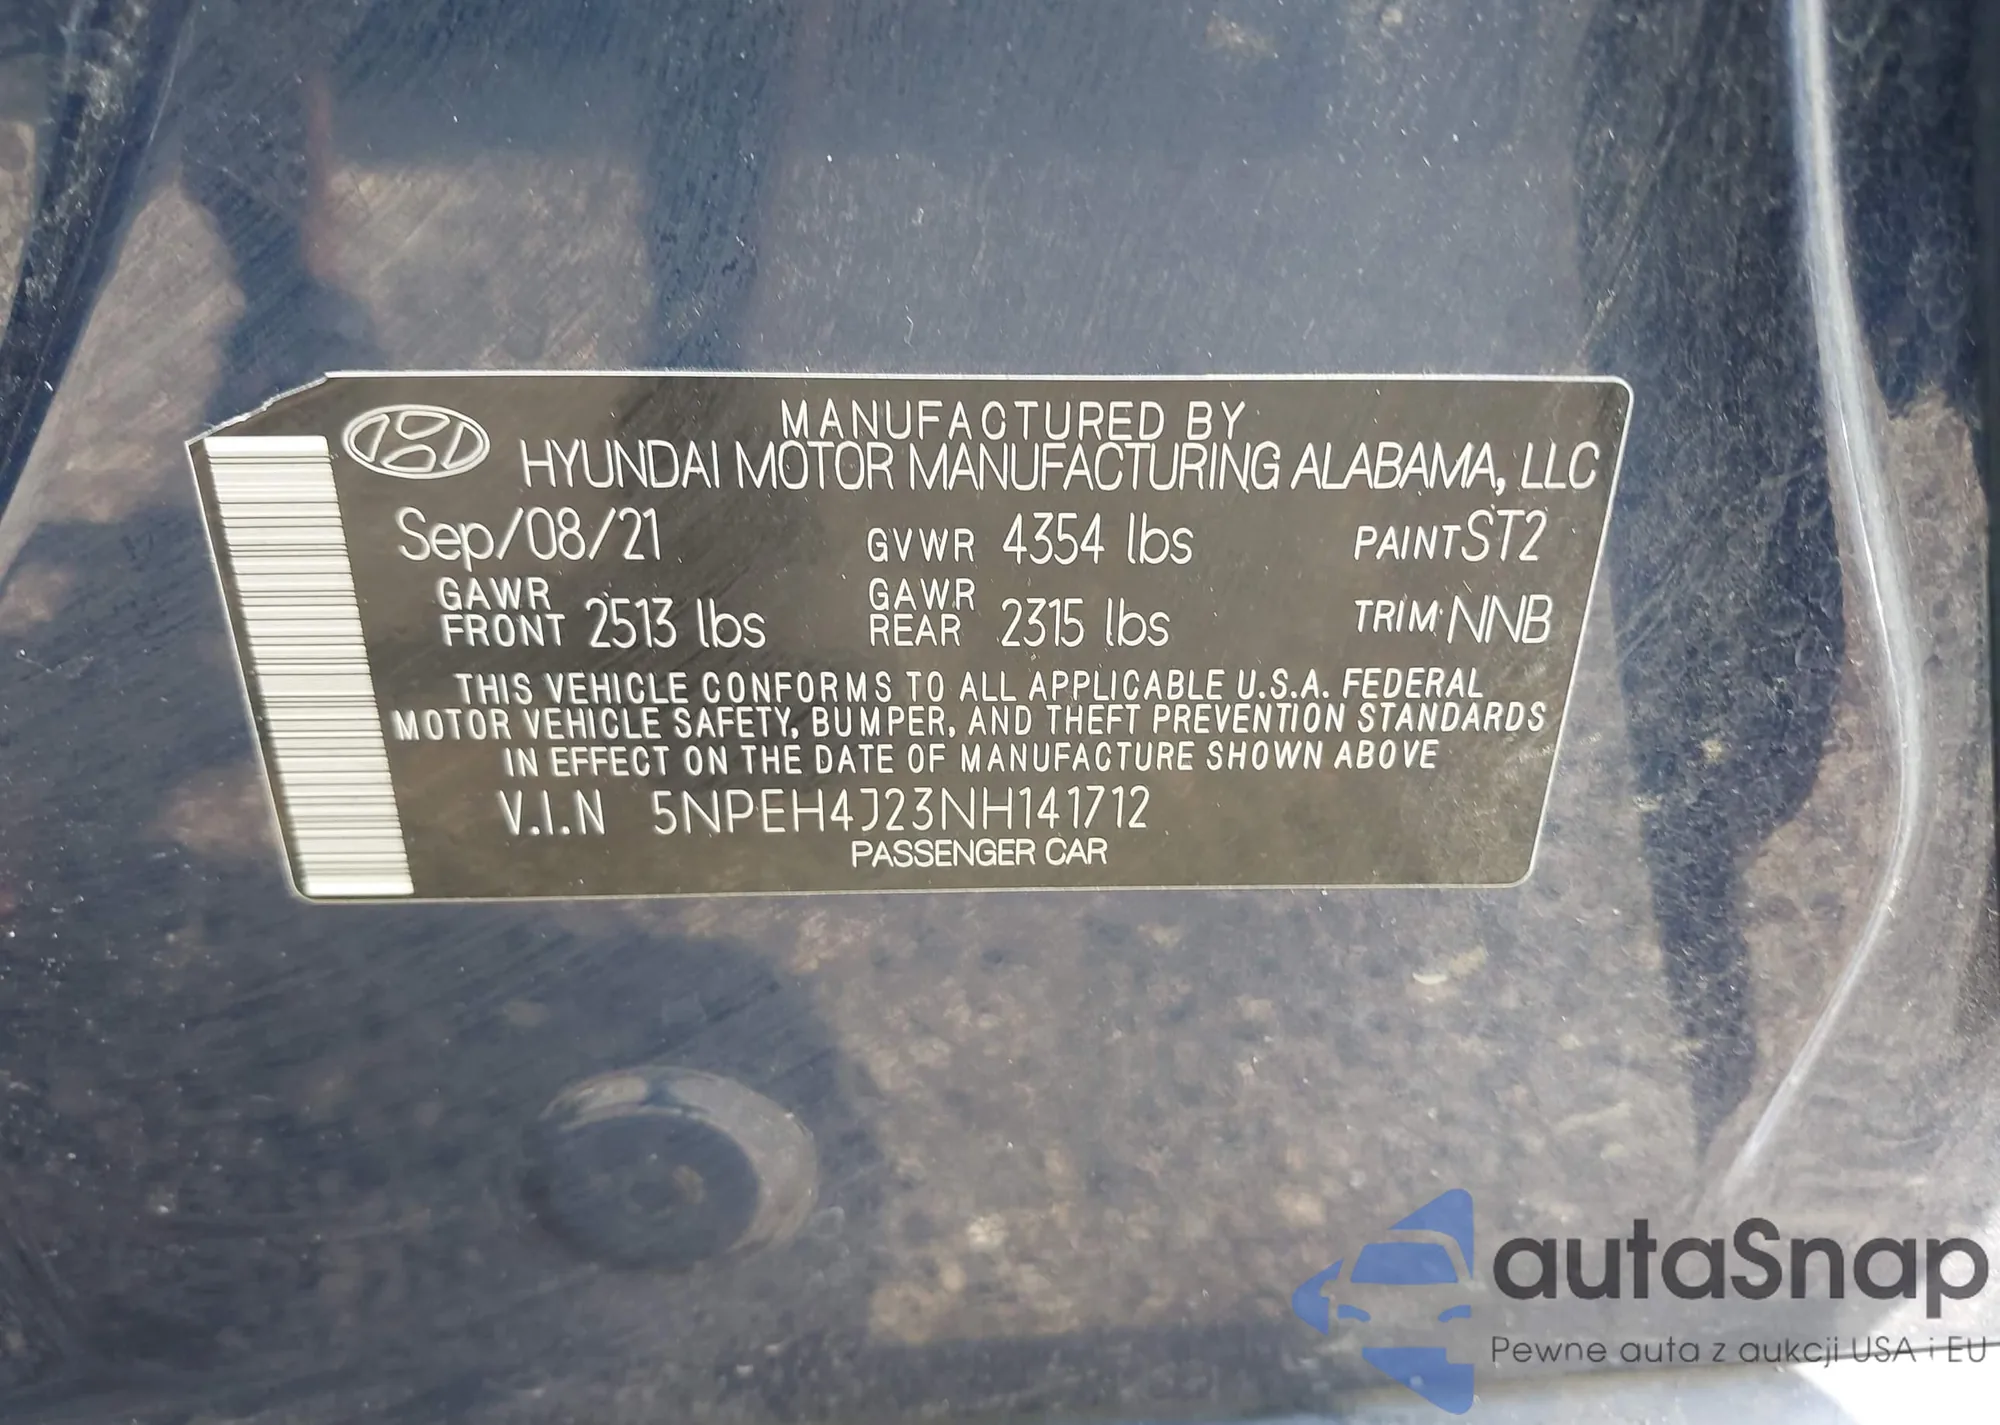 MANUFACTURED BY
HYUNDAI MOTOR MANUFACTURING ALABAMA, LLC
Sep/08/21 GVWR 4354 lbs PAINT ST2
GAWR FRONT 2513 lbs GAWR REAR 2315 lbs TRIM: NNB
THIS VEHICLE CONFORMS TO ALL APPLICABLE U.S.A. FEDERAL
MOTOR VEHICLE SAFETY, BUMPER, AND THEFT PREVENTION STANDARDS
IN EFFECT ON THE DATE OF MANUFACTURE SHOWN ABOVE
V.I.N 5NPEH4J23NH141712
PASSENGER CAR
autaSnap
Pewne auta z aukcji USA i EU